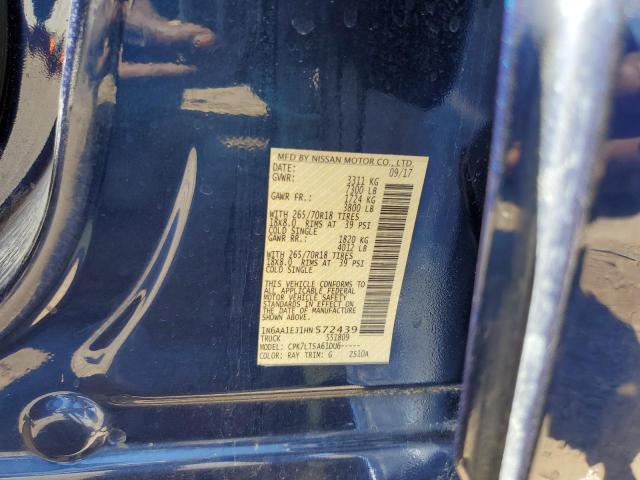 MFD BY NISSAN MOTOR CO., LTD.
DATE: 09/17
GVWR: 3311 KG
7300 LB
GAWR FR: 1724 KG
3800 LB
WITH 265/70R18 TIRES
18X8.0 RIMS AT 39 PSI
COLD SINGLE
GAWR RR: 1820 KG
4012 LB
WITH 265/70R18 TIRES
18X8.0 RIMS AT 39 PSI
COLD SINGLE
THIS VEHICLE CONFORMS TO
ALL APPLICABLE FEDERAL
MOTOR VEHICLE SAFETY
STANDARDS IN EFFECT ON
THE DATE OF MANUFACTURE
SHOWN ABOVE.
1N6AA1EJ1HN572439
TRUCK 551809
MODEL: CPK7LTSA61DU6-----
COLOR: RAY TRIM: G ZS10A